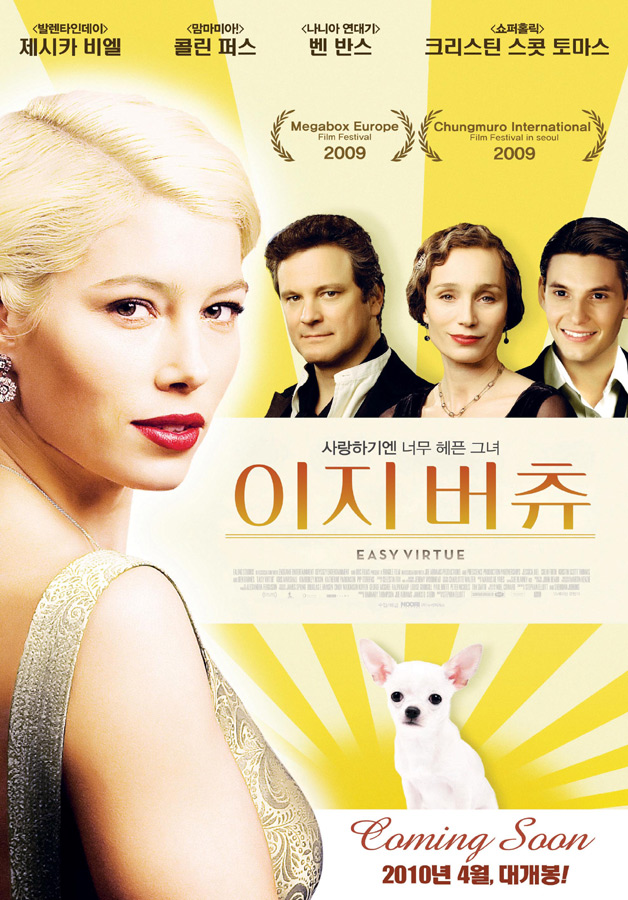 <발렌타인데이> <맘마미아!> <나니아 연대기> <쇼퍼홀릭>
제시카 비엘 콜린 퍼스 벤 반스 크리스틴 스콧 토마스
Megabox Europe
Film Festival
2009
Chungmuro International
Film Festival in seoul
2009
사랑하기엔 너무 헤픈 그녀
이지 버츄
EASY VIRTUE
Coming Soon
2010년 4월, 대개봉!